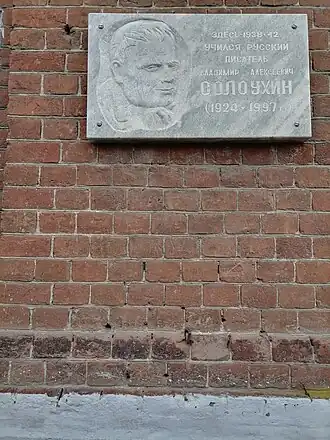 ЗДЕСЬ 1938-42
УЧИЛСЯ РУССКИЙ
ПИСАТЕЛЬ
ВЛАДИМИР АЛЕКСЕЕВИЧ
СОЛОУХИН
(1924-1997)